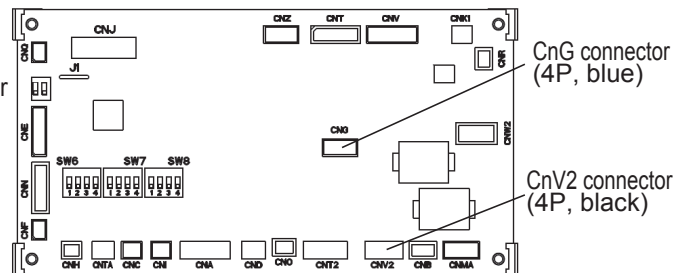 CNZ
CNT
CNV
CNK1
CNJ
CNQ
CNR
J1
r
CNE
CNG
CNW2
SW6
SW7
SW8
1 2 3 4
1 2 3 4
1 2 3 4
CNN
CNF
CNH
CNTA
CNC
CNI
CNA
CND
CNO
CNT2
CNV2
CNB
CNMA
CnG connector
(4P, blue)
CnV2 connector
(4P, black)